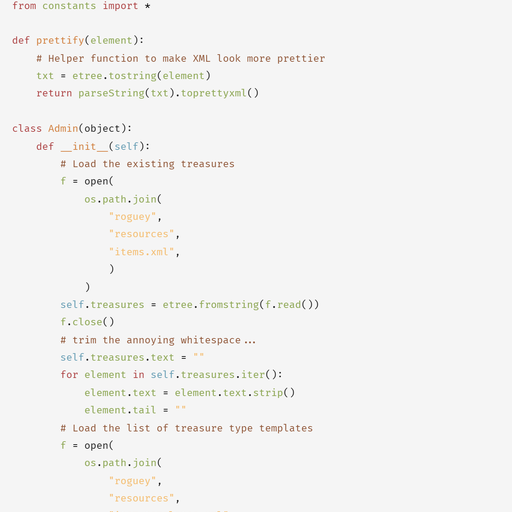 from constants import *
def prettify(element):
    # Helper function to make XML look more prettier
    txt = etree.tostring(element)
    return parseString(txt).toprettyxml()
class Admin(object):
    def __init__(self):
        # Load the existing treasures
        f = open(
            os.path.join(
                "roguey",
                "resources",
                "items.xml",
                )
            )
        self.treasures = etree.fromstring(f.read())
        f.close()
        # trim the annoying whitespace...
        self.treasures.text = ""
        for element in self.treasures.iter():
            element.text = element.text.strip()
            element.tail = ""
        # Load the list of treasure type templates
        f = open(
            os.path.join(
                "roguey",
                "resources",